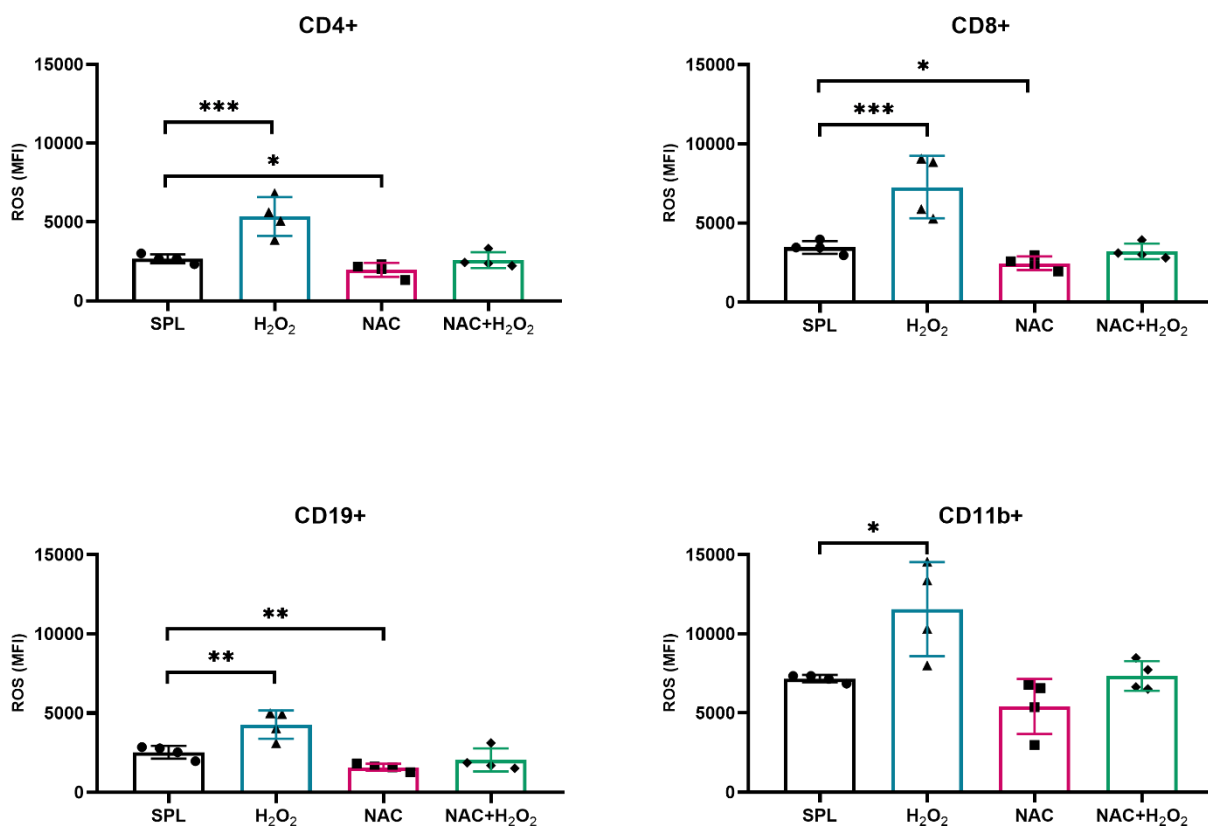 CD4+
15000
10000
5000
0
ROS (MFI)
***
*
SPL H₂O₂ NAC NAC+H₂O₂
CD8+
15000
10000
5000
0
ROS (MFI)
*
***
SPL H₂O₂ NAC NAC+H₂O₂
CD19+
15000
10000
5000
0
ROS (MFI)
**
**
SPL H₂O₂ NAC NAC+H₂O₂
CD11b+
15000
10000
5000
0
ROS (MFI)
*
SPL H₂O₂ NAC NAC+H₂O₂